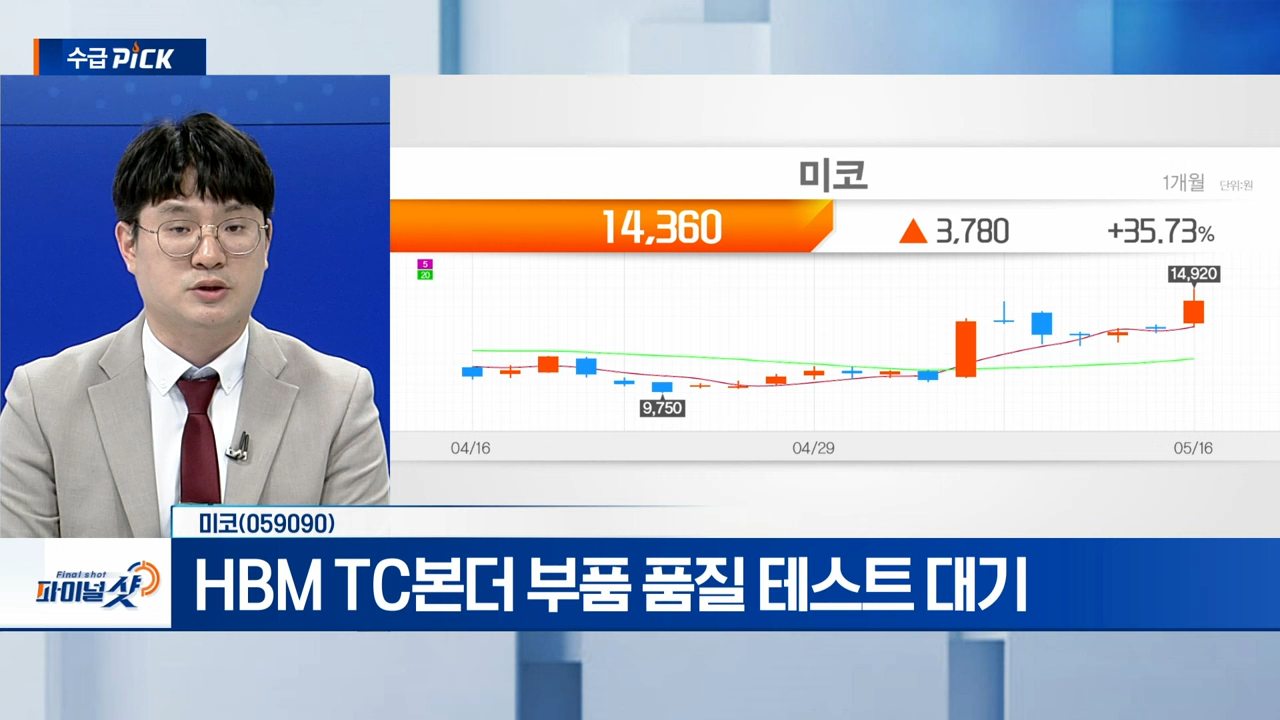 수급 PiCK
미코
1개월 단위:원
14,360 ▲ 3,780 +35.73%
5
20
14,920
9,750
04/16 04/29 05/16
미코(059090)
Final shot
파이널샷
HBM TC본더 부품 품질 테스트 대기